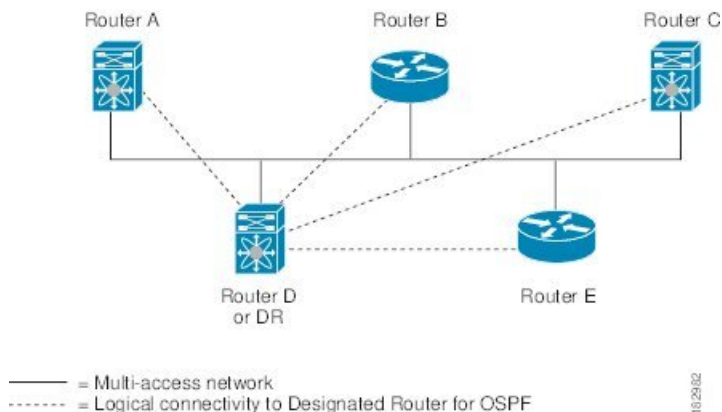 Router A
Router B
Router C
Router D
or DR
Router E
= Multi-access network
= Logical connectivity to Designated Router for OSPF
182982